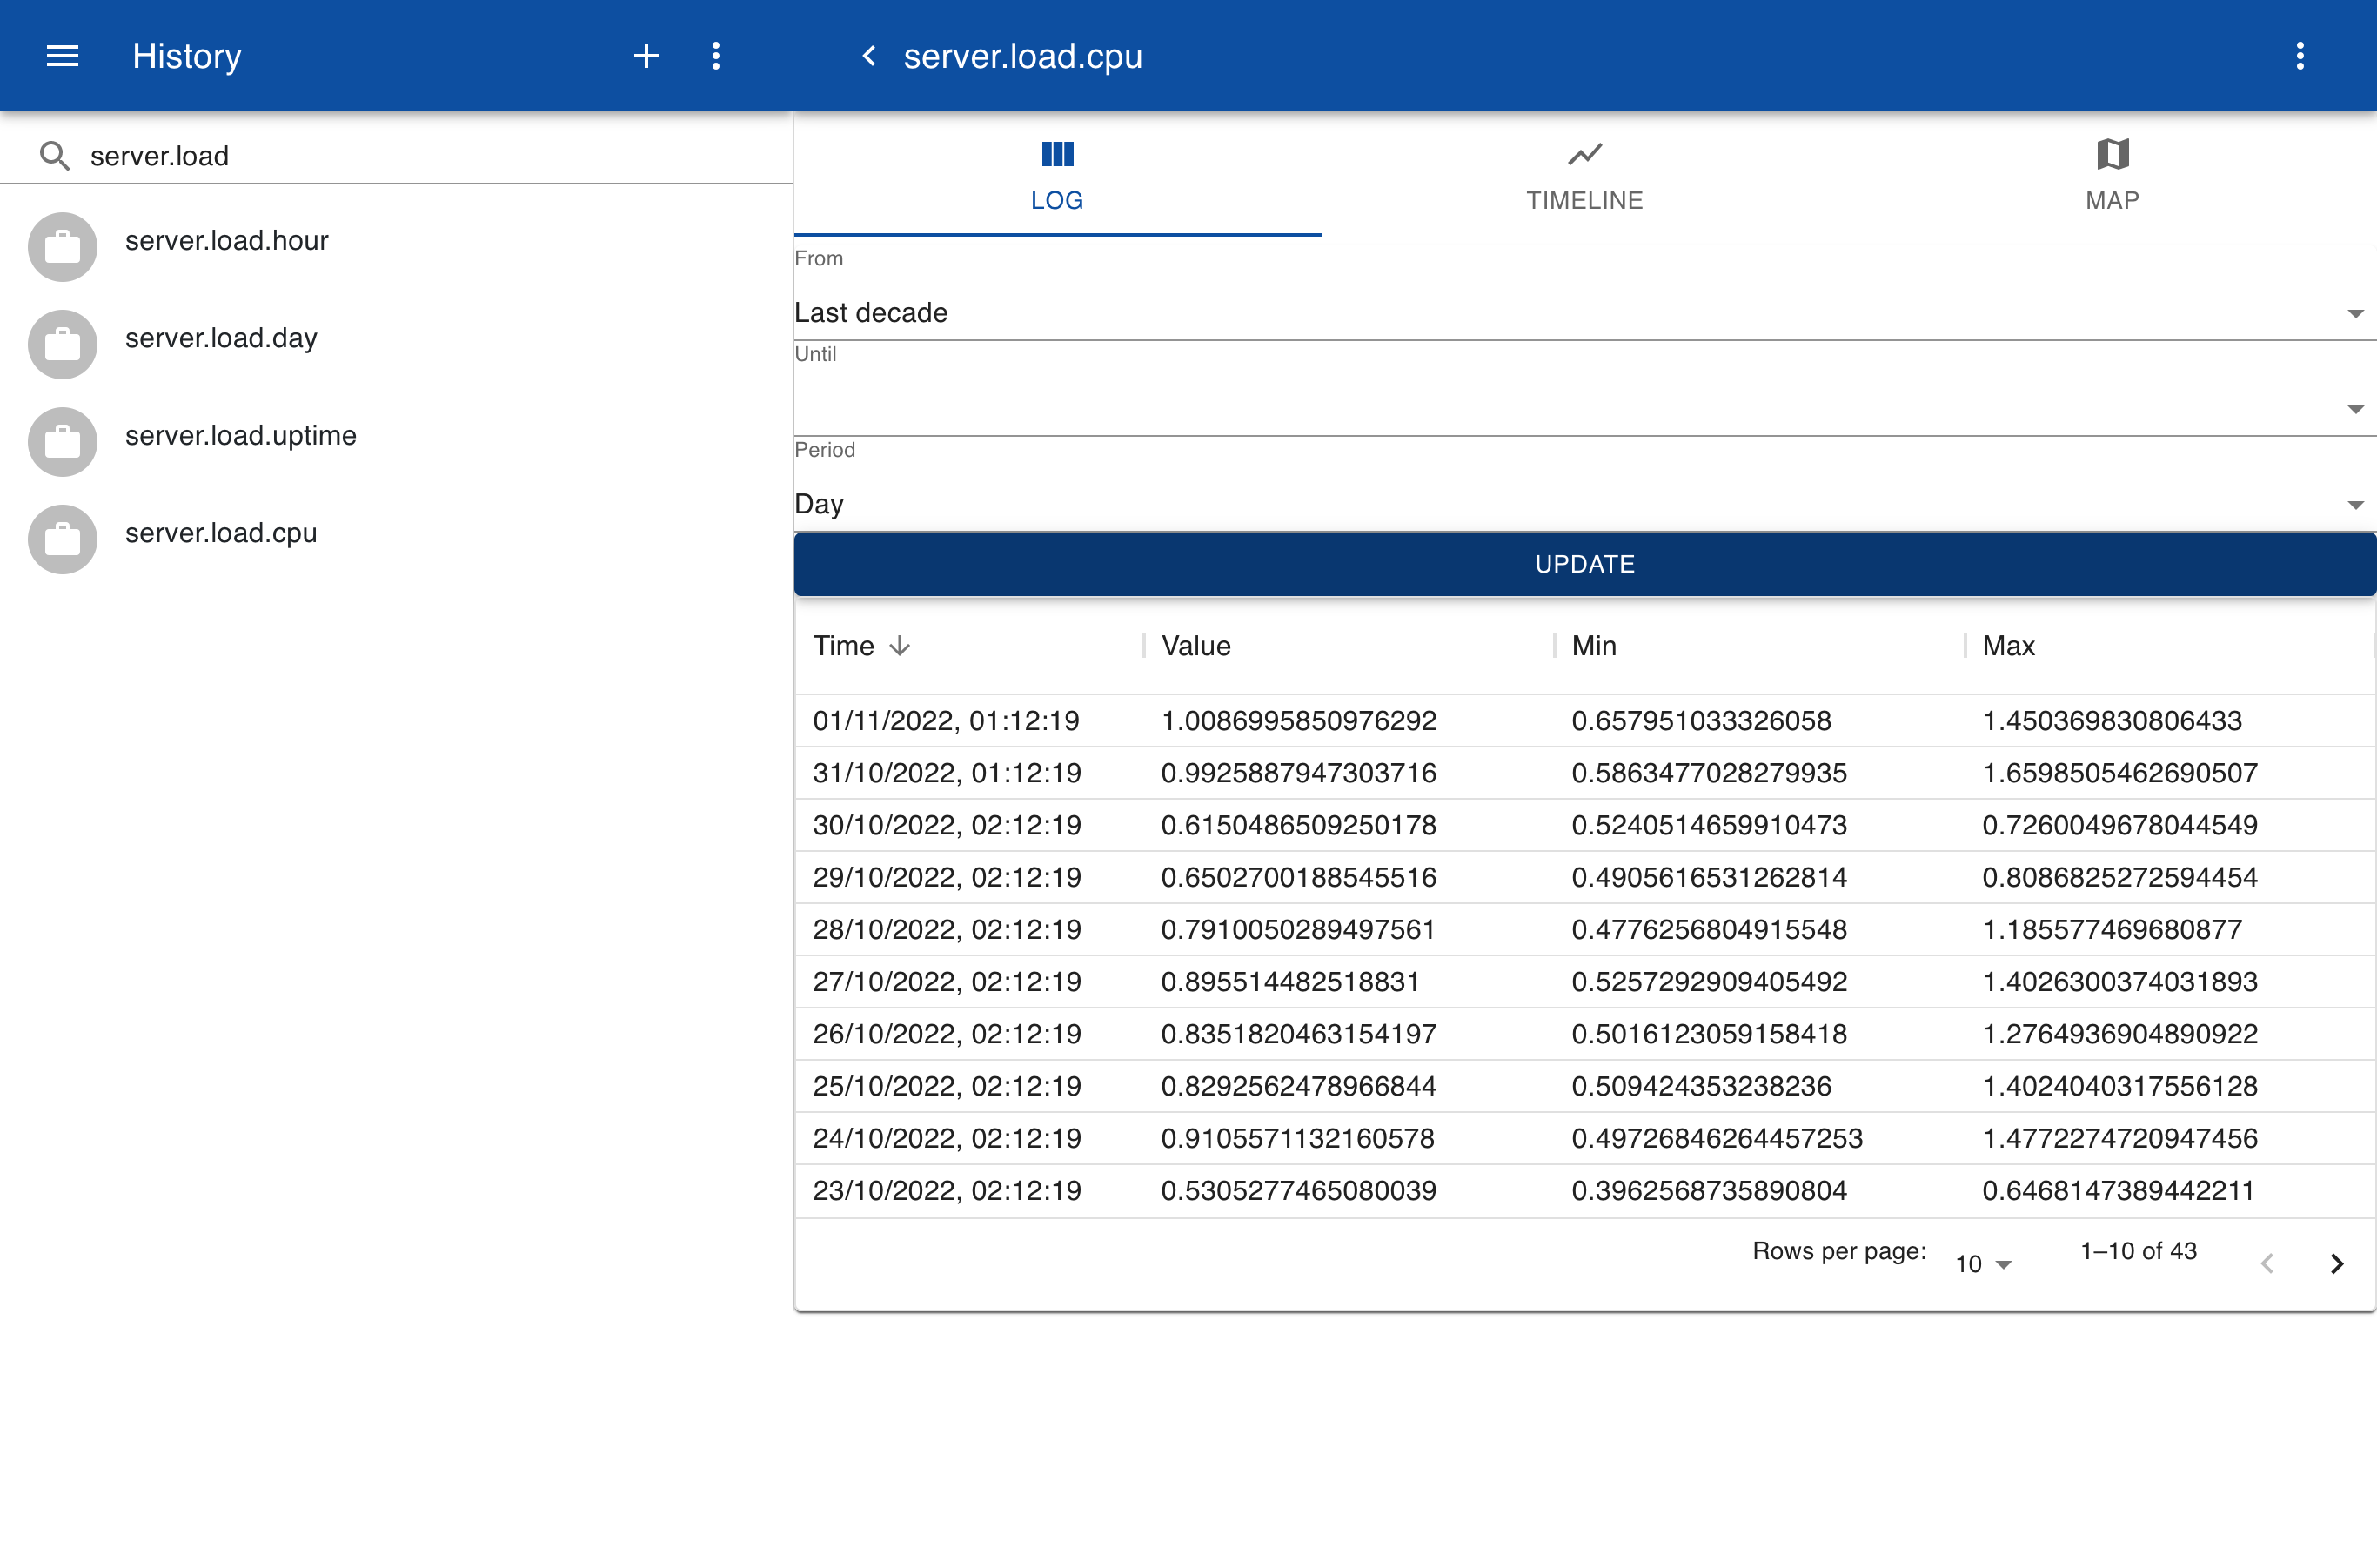 History
server.load
server.load.hour
server.load.day
server.load.uptime
server.load.cpu
server.load.cpu
LOG TIMELINE MAP
From
Last decade
Until
Period
Day
UPDATE
Time Value Min Max
01/11/2022, 01:12:19 1.0086995850976292 0.657951033326058 1.450369830806433
31/10/2022, 01:12:19 0.9925887947303716 0.5863477028279935 1.6598505462690507
30/10/2022, 02:12:19 0.6150486509250178 0.5240514659910473 0.7260049678044549
29/10/2022, 02:12:19 0.6502700188545516 0.4905616531262814 0.8086825272594454
28/10/2022, 02:12:19 0.7910050289497561 0.4776256804915548 1.185577469680877
27/10/2022, 02:12:19 0.895514482518831 0.5257292909405492 1.4026300374031893
26/10/2022, 02:12:19 0.8351820463154197 0.5016123059158418 1.2764936904890922
25/10/2022, 02:12:19 0.8292562478966844 0.509424353238236 1.4024040317556128
24/10/2022, 02:12:19 0.9105571132160578 0.49726846264457253 1.4772274720947456
23/10/2022, 02:12:19 0.5305277465080039 0.3962568735890804 0.6468147389442211
Rows per page: 10 1–10 of 43